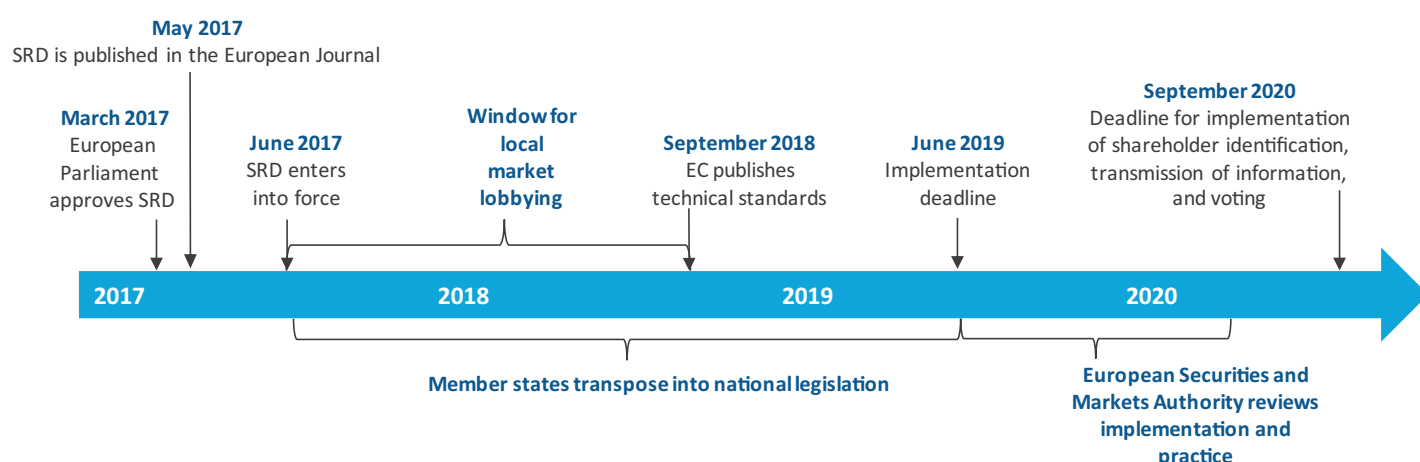 May 2017
SRD is published in the European Journal
March 2017
European
Parliament
approves SRD
June 2017
SRD enters
into force
Window for
local
market
lobbying
September 2018
EC publishes
technical standards
June 2019
Implementation
deadline
September 2020
Deadline for implementation
of shareholder identification,
transmission of information,
and voting
2017
2018
2019
2020
Member states transpose into national legislation
European Securities and
Markets Authority reviews
implementation and
practice